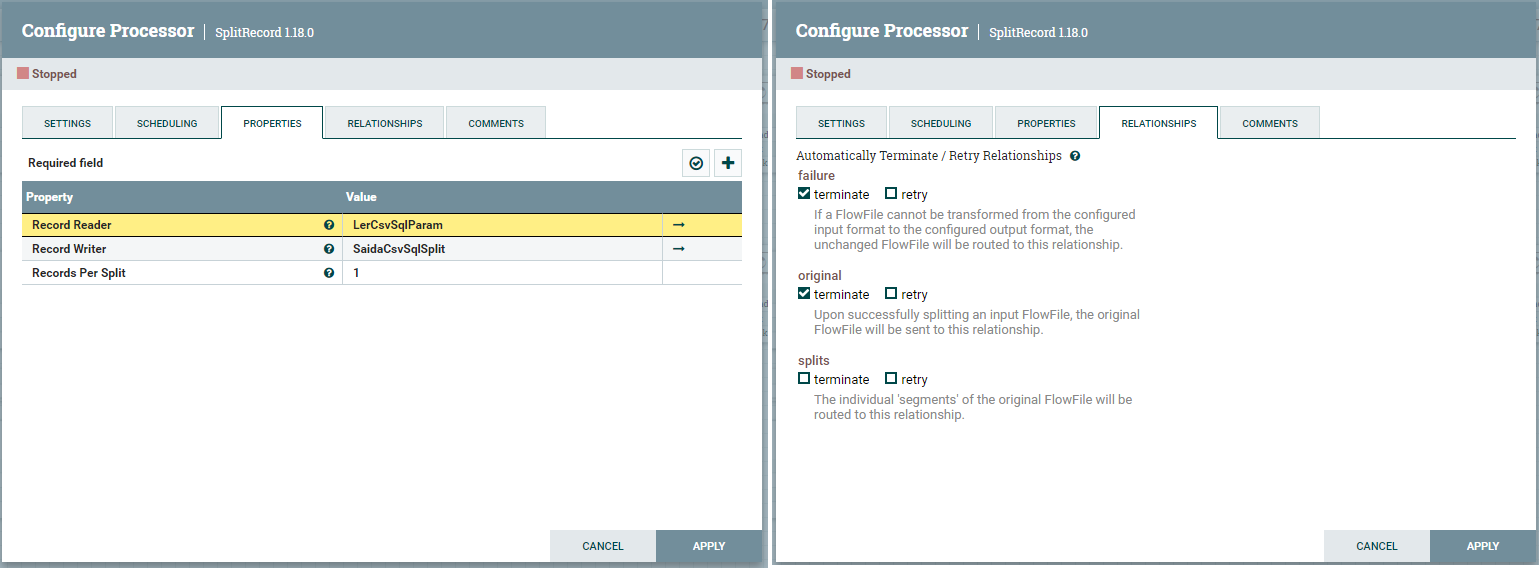 Configure Processor | SplitRecord 1.18.0
Stopped
SETTINGS SCHEDULING PROPERTIES RELATIONSHIPS COMMENTS
Required field
Property Value
Record Reader LerCsvSqlParam
Record Writer SaidaCsvSqlSplit
Records Per Split 1
CANCEL APPLY
Configure Processor | SplitRecord 1.18.0
Stopped
SETTINGS SCHEDULING PROPERTIES RELATIONSHIPS COMMENTS
Automatically Terminate / Retry Relationships
failure
terminate retry
If a FlowFile cannot be transformed from the configured
input format to the configured output format, the
unchanged FlowFile will be routed to this relationship.
original
terminate retry
Upon successfully splitting an input FlowFile, the original
FlowFile will be sent to this relationship.
splits
terminate retry
The individual 'segments' of the original FlowFile will be
routed to this relationship.
CANCEL APPLY